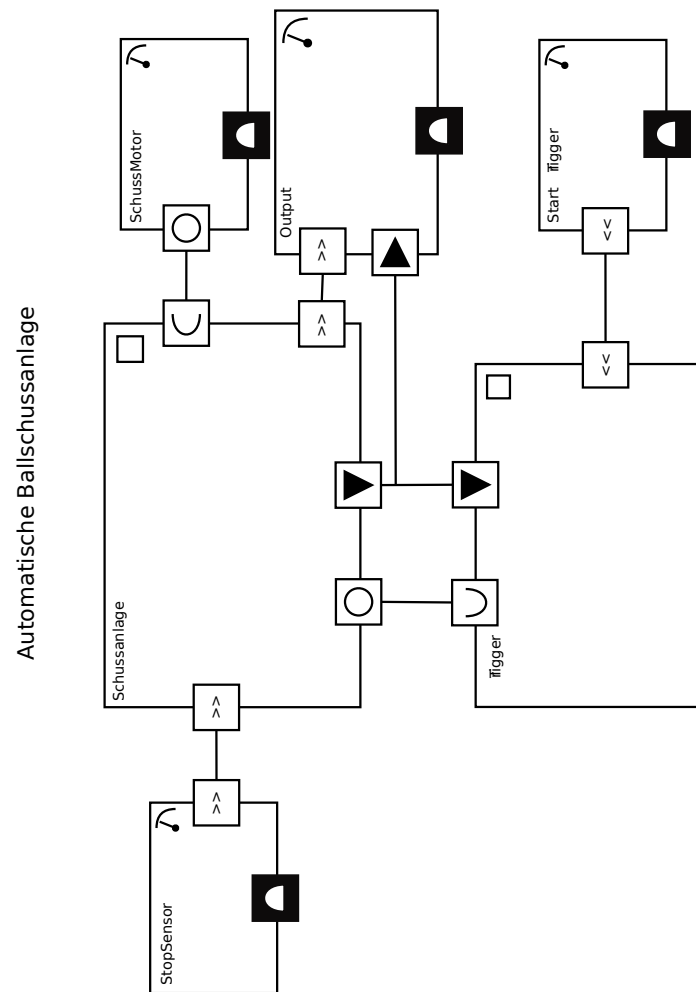 Automatische Ballschussanlage
Schussanlage
SchussMotor
StopSensor
Output
Trigger
Start Trigger